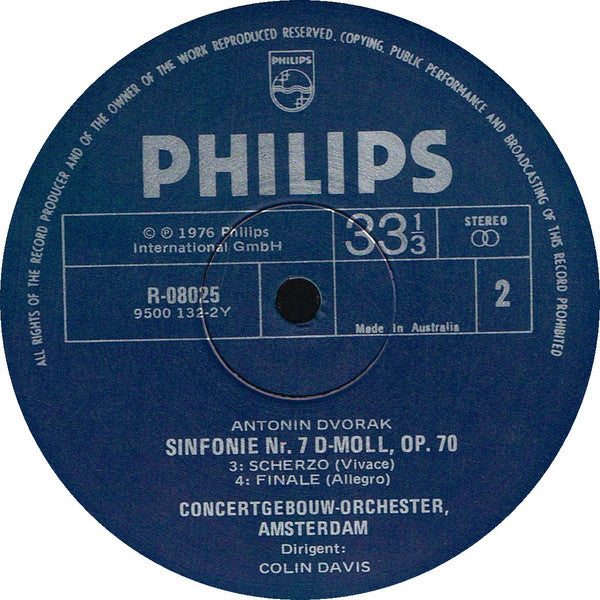 ALL RIGHTS OF THE RECORD PRODUCER AND OF THE OWNER OF THE WORK REPRODUCED RESERVED. COPYING, PUBLIC PERFORMANCE AND BROADCASTING OF THIS RECORD PROHIBITED
PHILIPS
PHILIPS
© ℗ 1976 Philips
International GmbH
33 1/3
STEREO
R-08025
9500 132-2Y
2
Made in Australia
ANTONIN DVORAK
SINFONIE Nr. 7 D-MOLL, OP. 70
3: SCHERZO (Vivace)
4: FINALE (Allegro)
CONCERTGEBOUW-ORCHESTER,
AMSTERDAM
Dirigent:
COLIN DAVIS